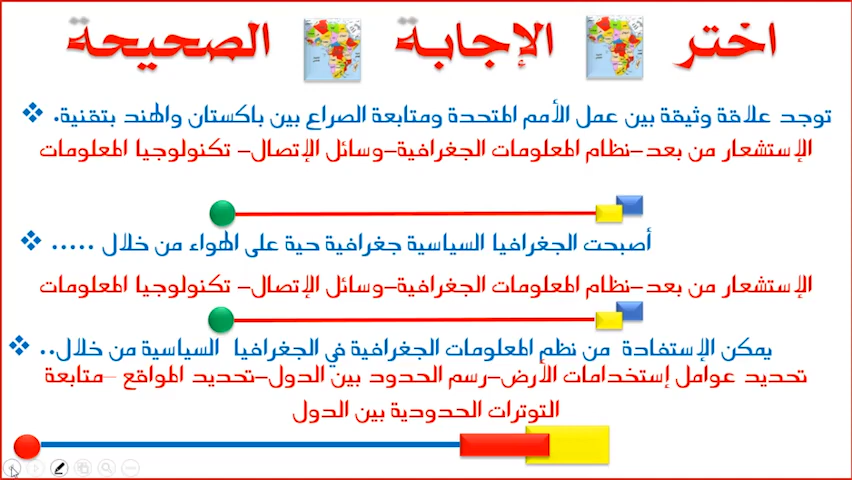 اختر الإجابة الصحيحة
توجد علاقة وثيقة بين عمل الأمم المتحدة ومتابعة الصراع بين باكستان والهند بتقنية.
الإستشعار من بعد-نظام المعلومات الجغرافية-وسائل الإتصال- تكنولوجيا المعلومات
أصبحت الجغرافيا السياسية جغرافية حية على الهواء من خلال .....
الإستشعار من بعد-نظام المعلومات الجغرافية-وسائل الإتصال- تكنولوجيا المعلومات
يمكن الإستفادة من نظم المعلومات الجغرافية في الجغرافيا السياسية من خلال..
تحديد عوامل إستخدامات الأرض-رسم الحدود بين الدول-تحديد المواقع -متابعة
التوترات الحدودية بين الدول